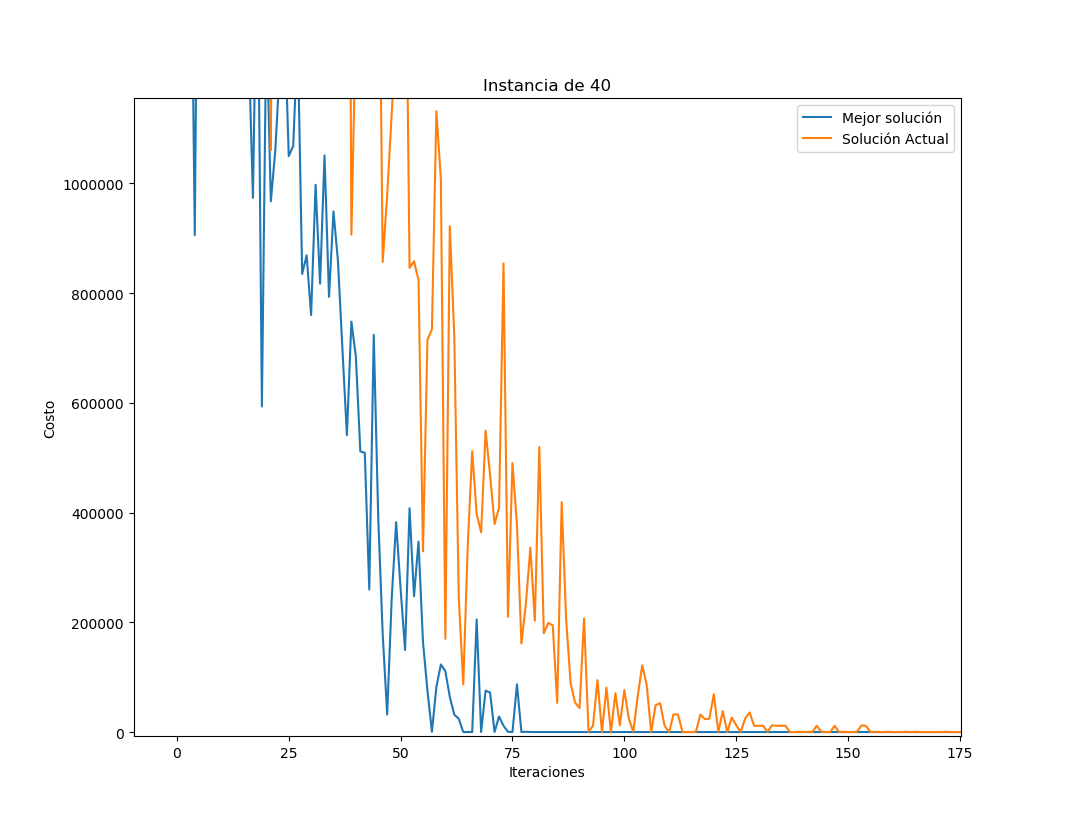 Instancia de 40
Mejor solución
Solución Actual
Costo
1000000
800000
600000
400000
200000
0
0 25 50 75 100 125 150 175
Iteraciones